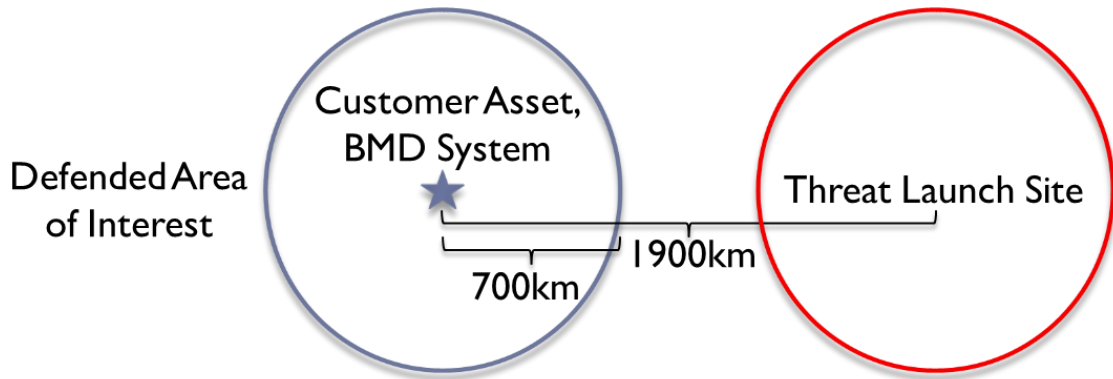 Customer Asset,
BMD System
Defended Area
of Interest
Threat Launch Site
1900km
700km